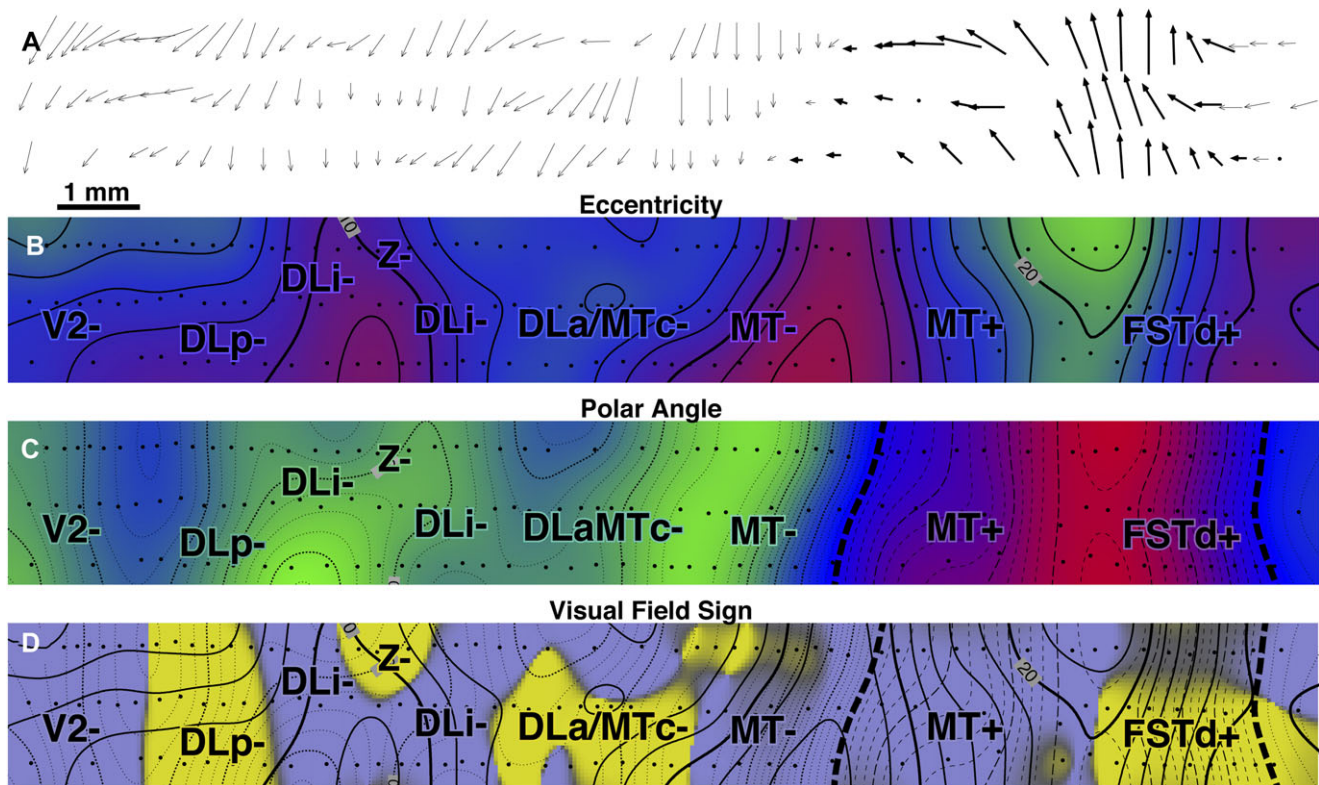 A
1 mm
Eccentricity
B
10
Z-
DLi-
20
V2-
DLp-
DLi-
DLa/MTc-
MT-
MT+
FSTd+
Polar Angle
C
Z-
DLi-
V2-
DLp-
DLi-
DLaMTc-
MT-
MT+
FSTd+
Visual Field Sign
D
Z-
DLi-
20
V2-
DLp-
DLi-
DLa/MTc-
MT-
MT+
FSTd+